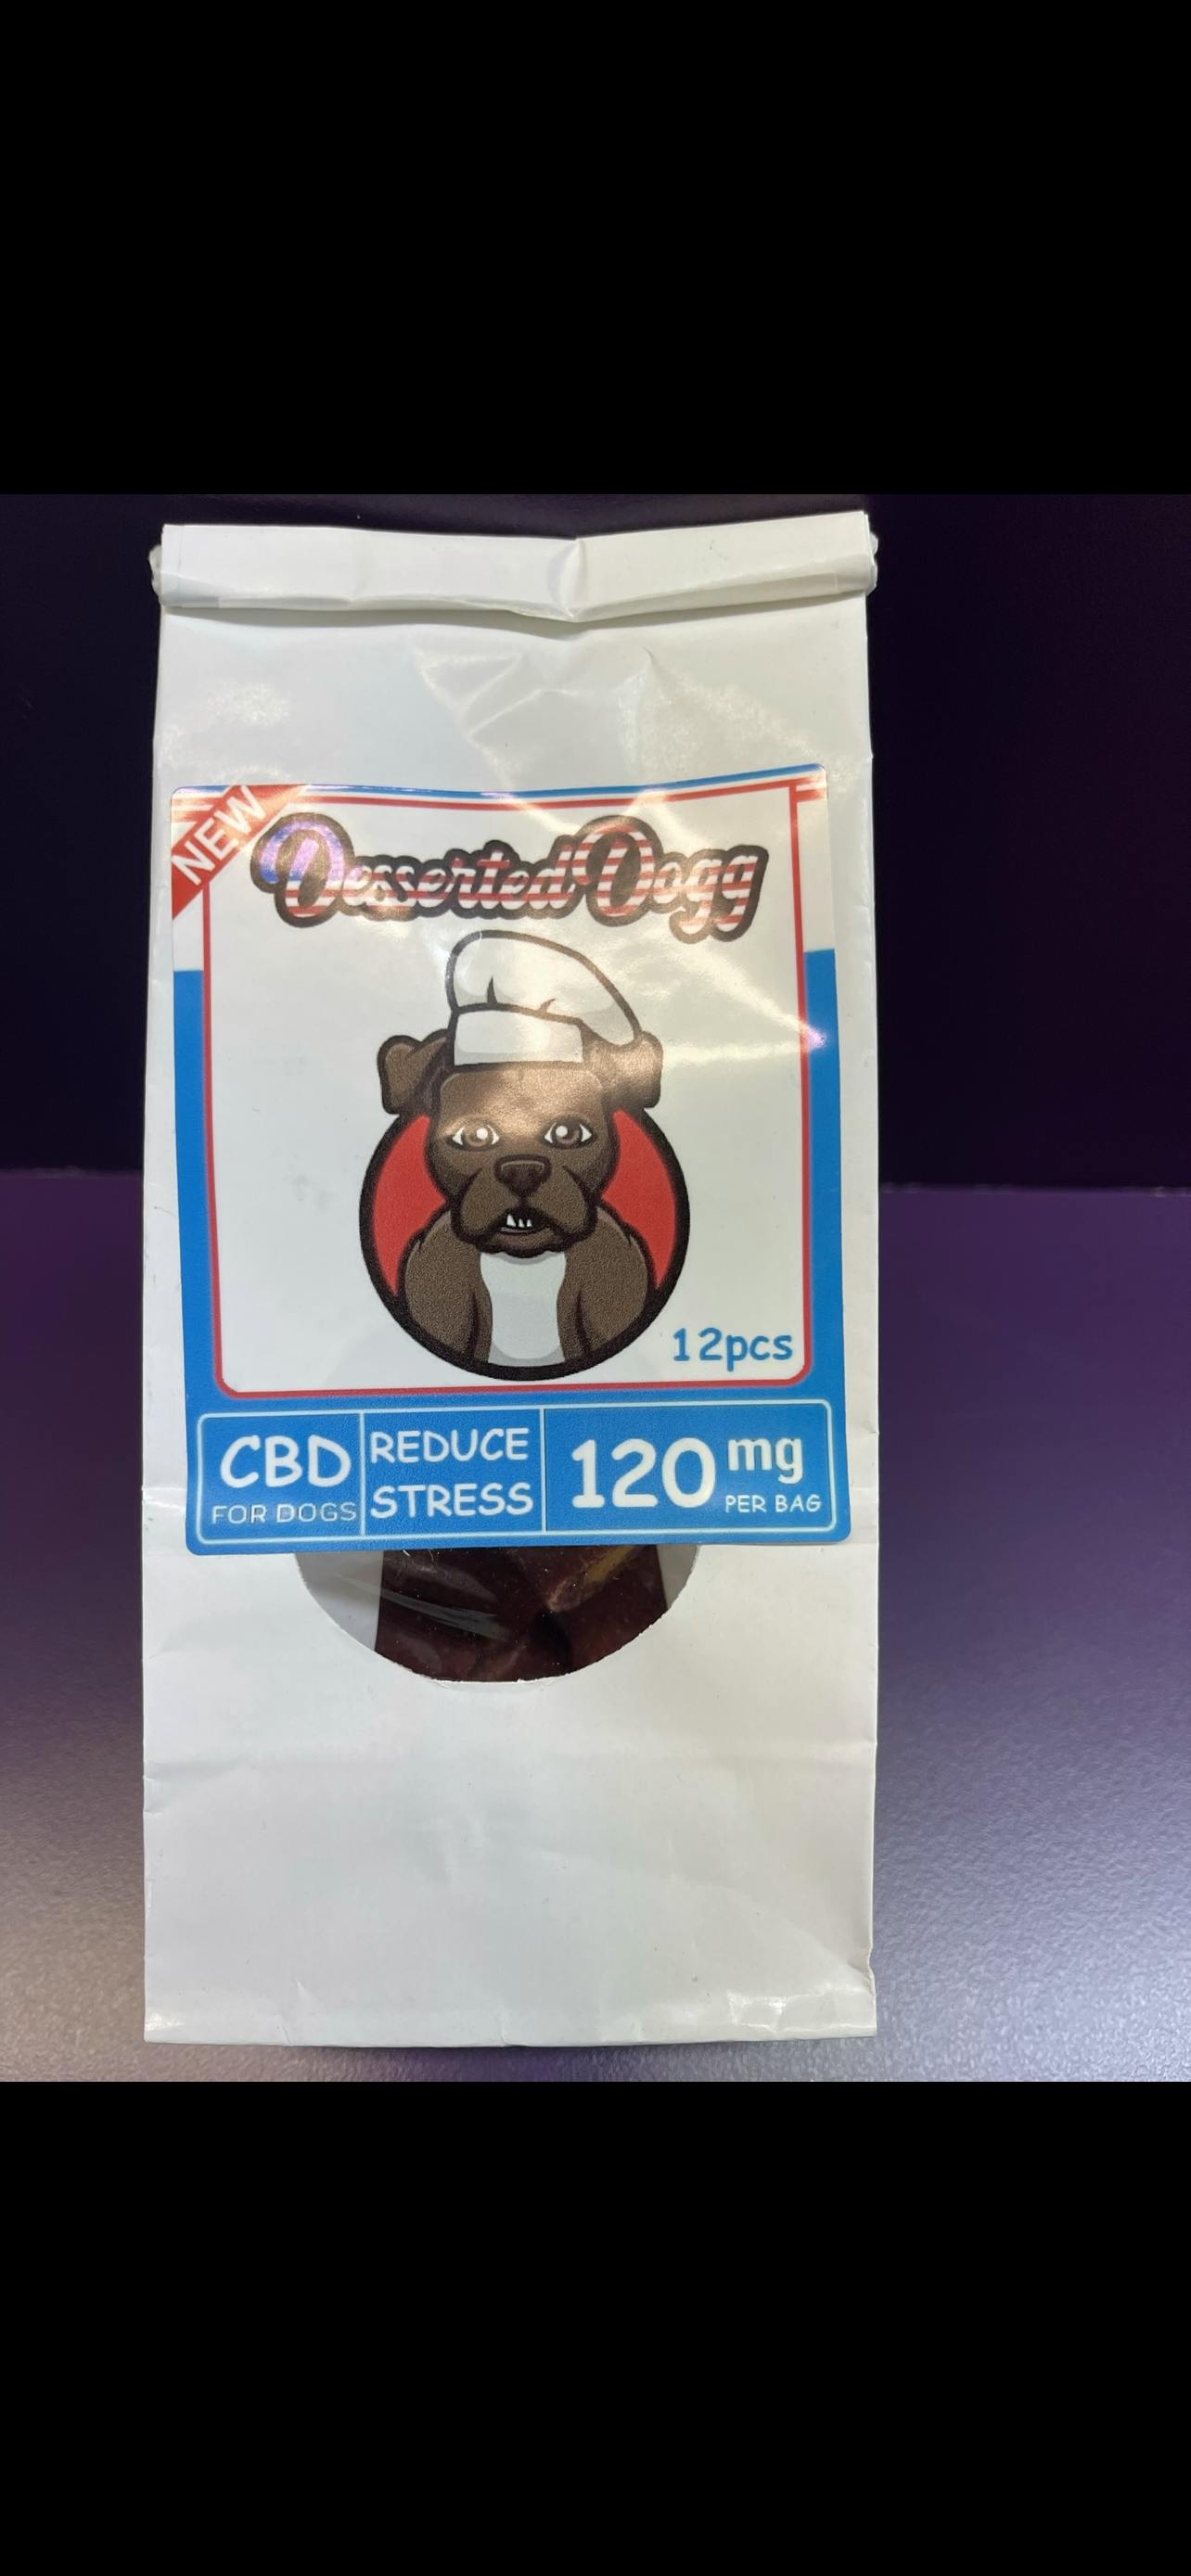 NEW
Desserted Dogg
12pcs
CBD
FOR DOGS
REDUCE
STRESS
120 mg
PER BAG